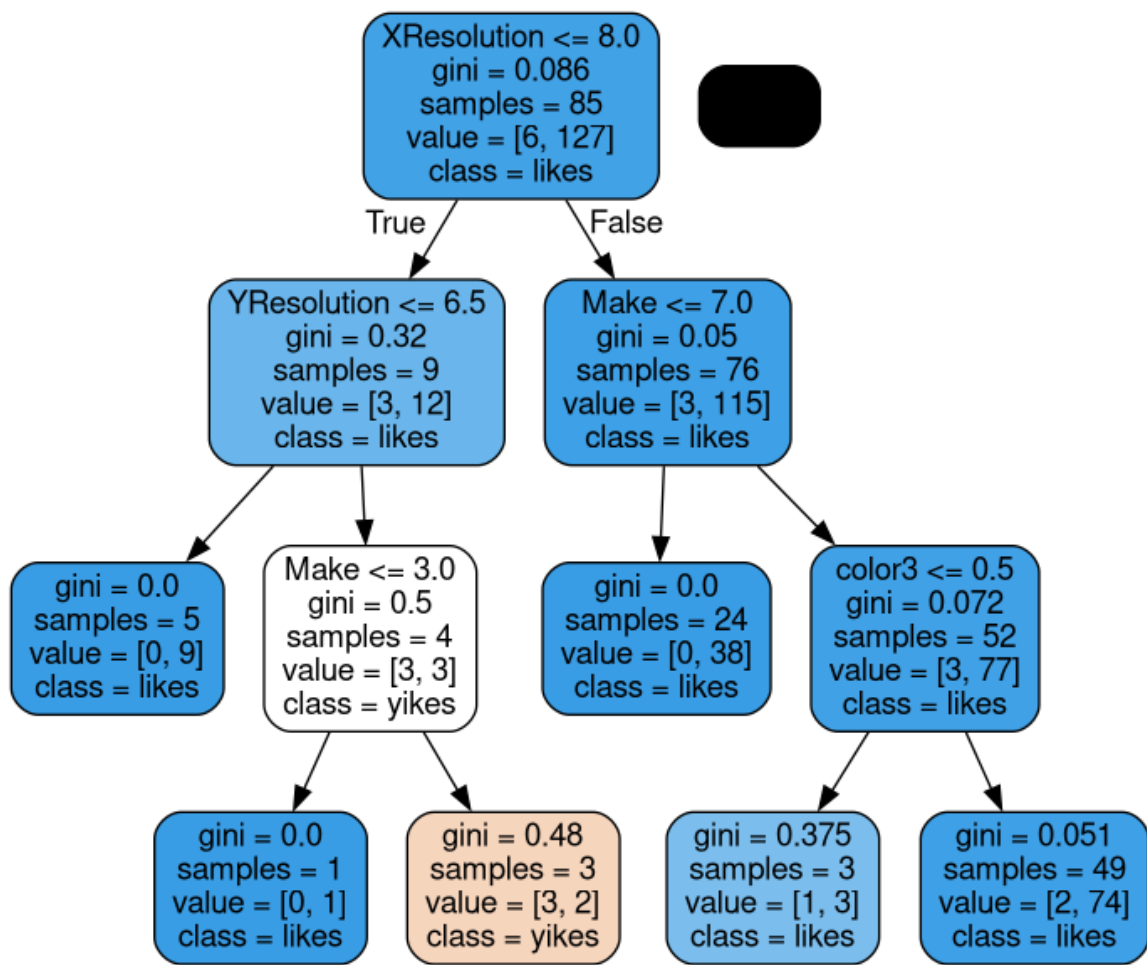 XResolution <= 8.0
gini = 0.086
samples = 85
value = [6, 127]
class = likes
True
False
YResolution <= 6.5
gini = 0.32
samples = 9
value = [3, 12]
class = likes
Make <= 7.0
gini = 0.05
samples = 76
value = [3, 115]
class = likes
gini = 0.0
samples = 5
value = [0, 9]
class = likes
Make <= 3.0
gini = 0.5
samples = 4
value = [3, 3]
class = yikes
gini = 0.0
samples = 24
value = [0, 38]
class = likes
color3 <= 0.5
gini = 0.072
samples = 52
value = [3, 77]
class = likes
gini = 0.0
samples = 1
value = [0, 1]
class = likes
gini = 0.48
samples = 3
value = [3, 2]
class = yikes
gini = 0.375
samples = 3
value = [1, 3]
class = likes
gini = 0.051
samples = 49
value = [2, 74]
class = likes